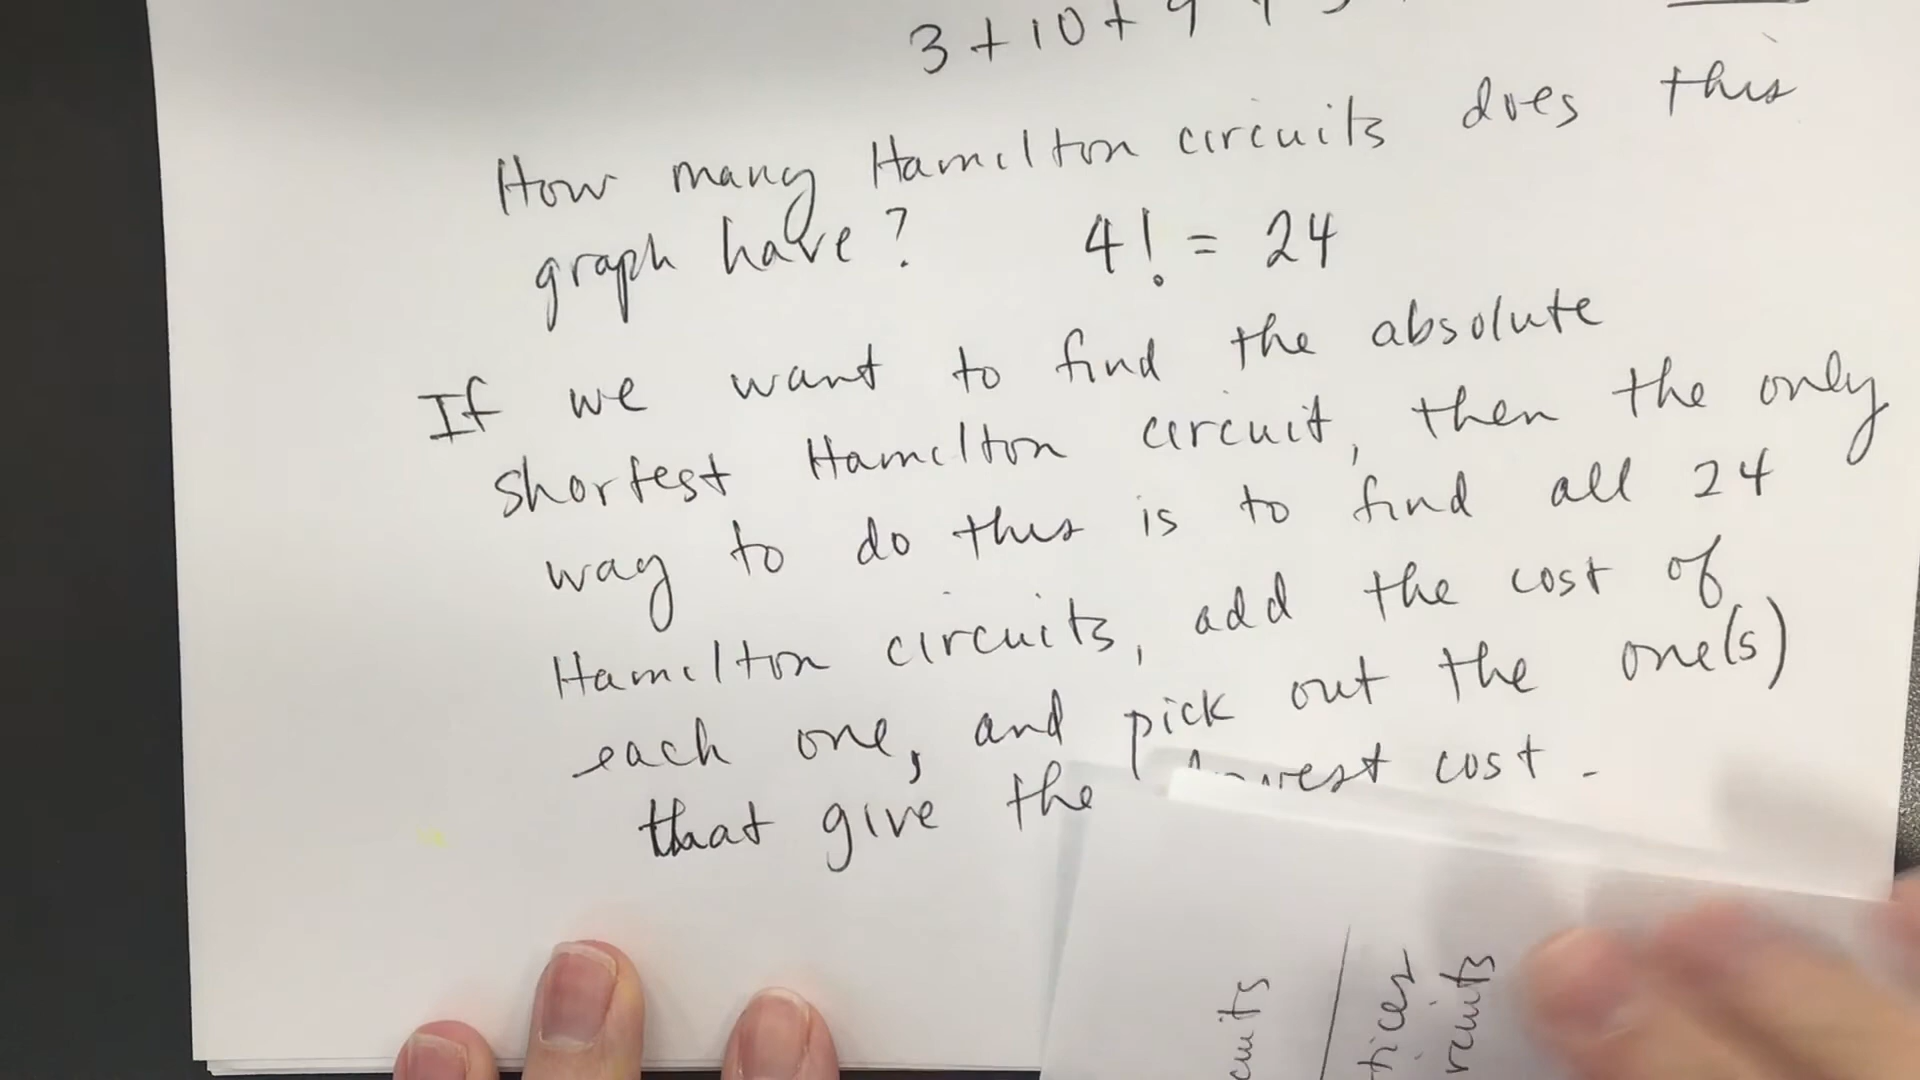 3 + 10 + 9
How many Hamilton circuits does this
graph have? 4! = 24
If we want to find the absolute
shortest Hamilton circuit, then the only
way to do this is to find all 24
Hamilton circuits, add the cost of
each one, and pick out the one(s)
that give the cost.